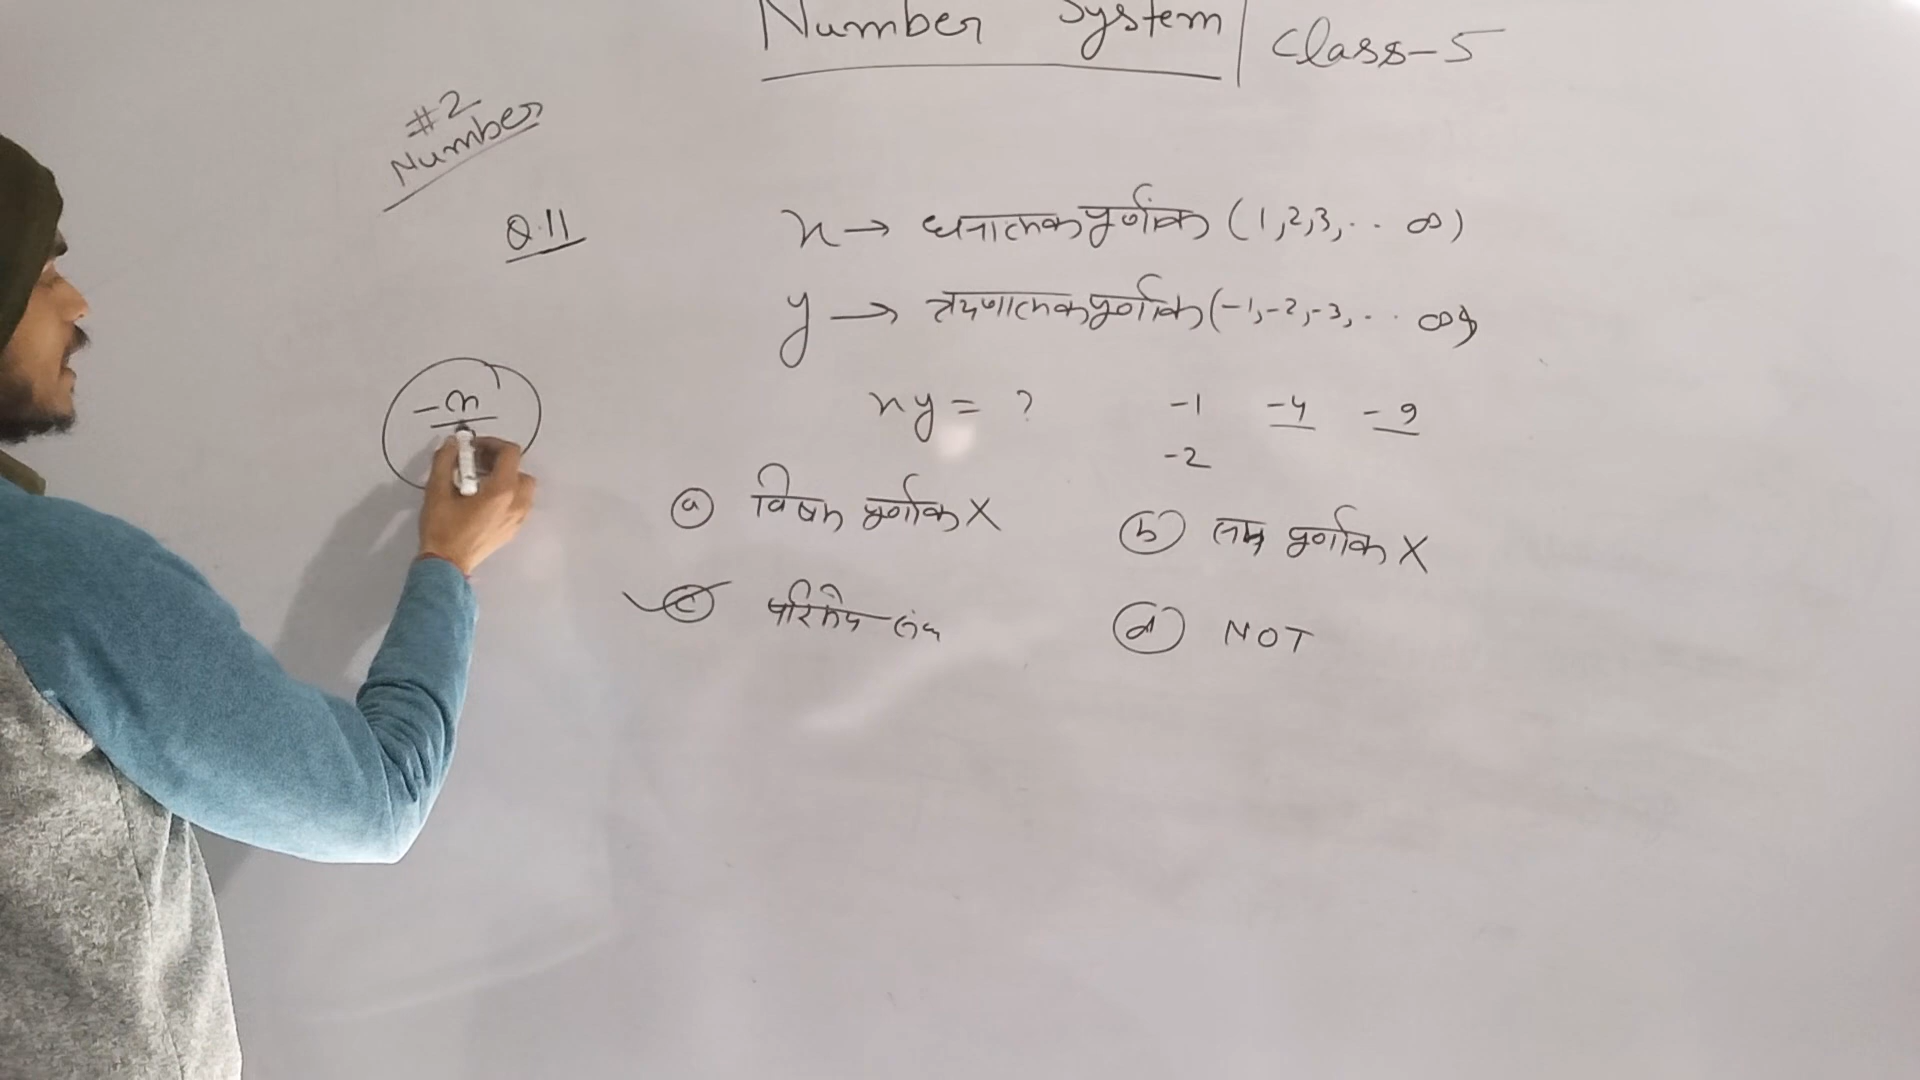 Number System | Class-5
#2
Number
Q.11
x → धनात्मक पूर्णांक (1,2,3,.. ∞)
y → ऋणात्मक पूर्णांक (-1,-2,-3,.. ∞)
xy = ?
-1 -4 -9
-2
-x
(a) विषम पूर्णांक X
(b) सम पूर्णांक X
(c) परिमेय
(d) NOT